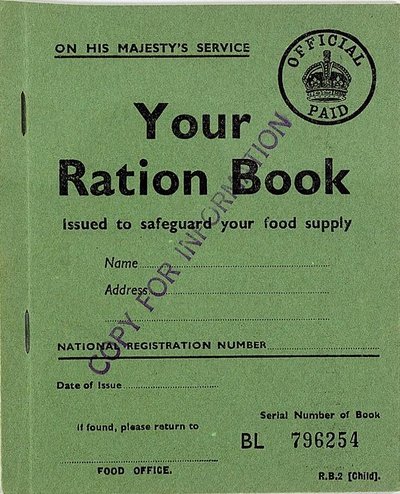 ON HIS MAJESTY'S SERVICE
OFFICIAL
PAID
Your
Ration Book
Issued to safeguard your food supply
Name
Address
COPY FOR INFORMATION
NATIONAL REGISTRATION NUMBER
Date of Issue
Serial Number of Book
If found, please return to
BL 796254
FOOD OFFICE.
R.B.2 [Child].